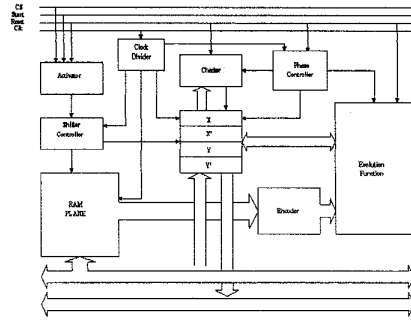 CS
Start
Reset
Clk
Clock
Divider
Activator
Checker
Phase
Controller
Shifter
Controller
X
X'
Y
Y'
Evolution
Function
RAM
PLANE
Encoder